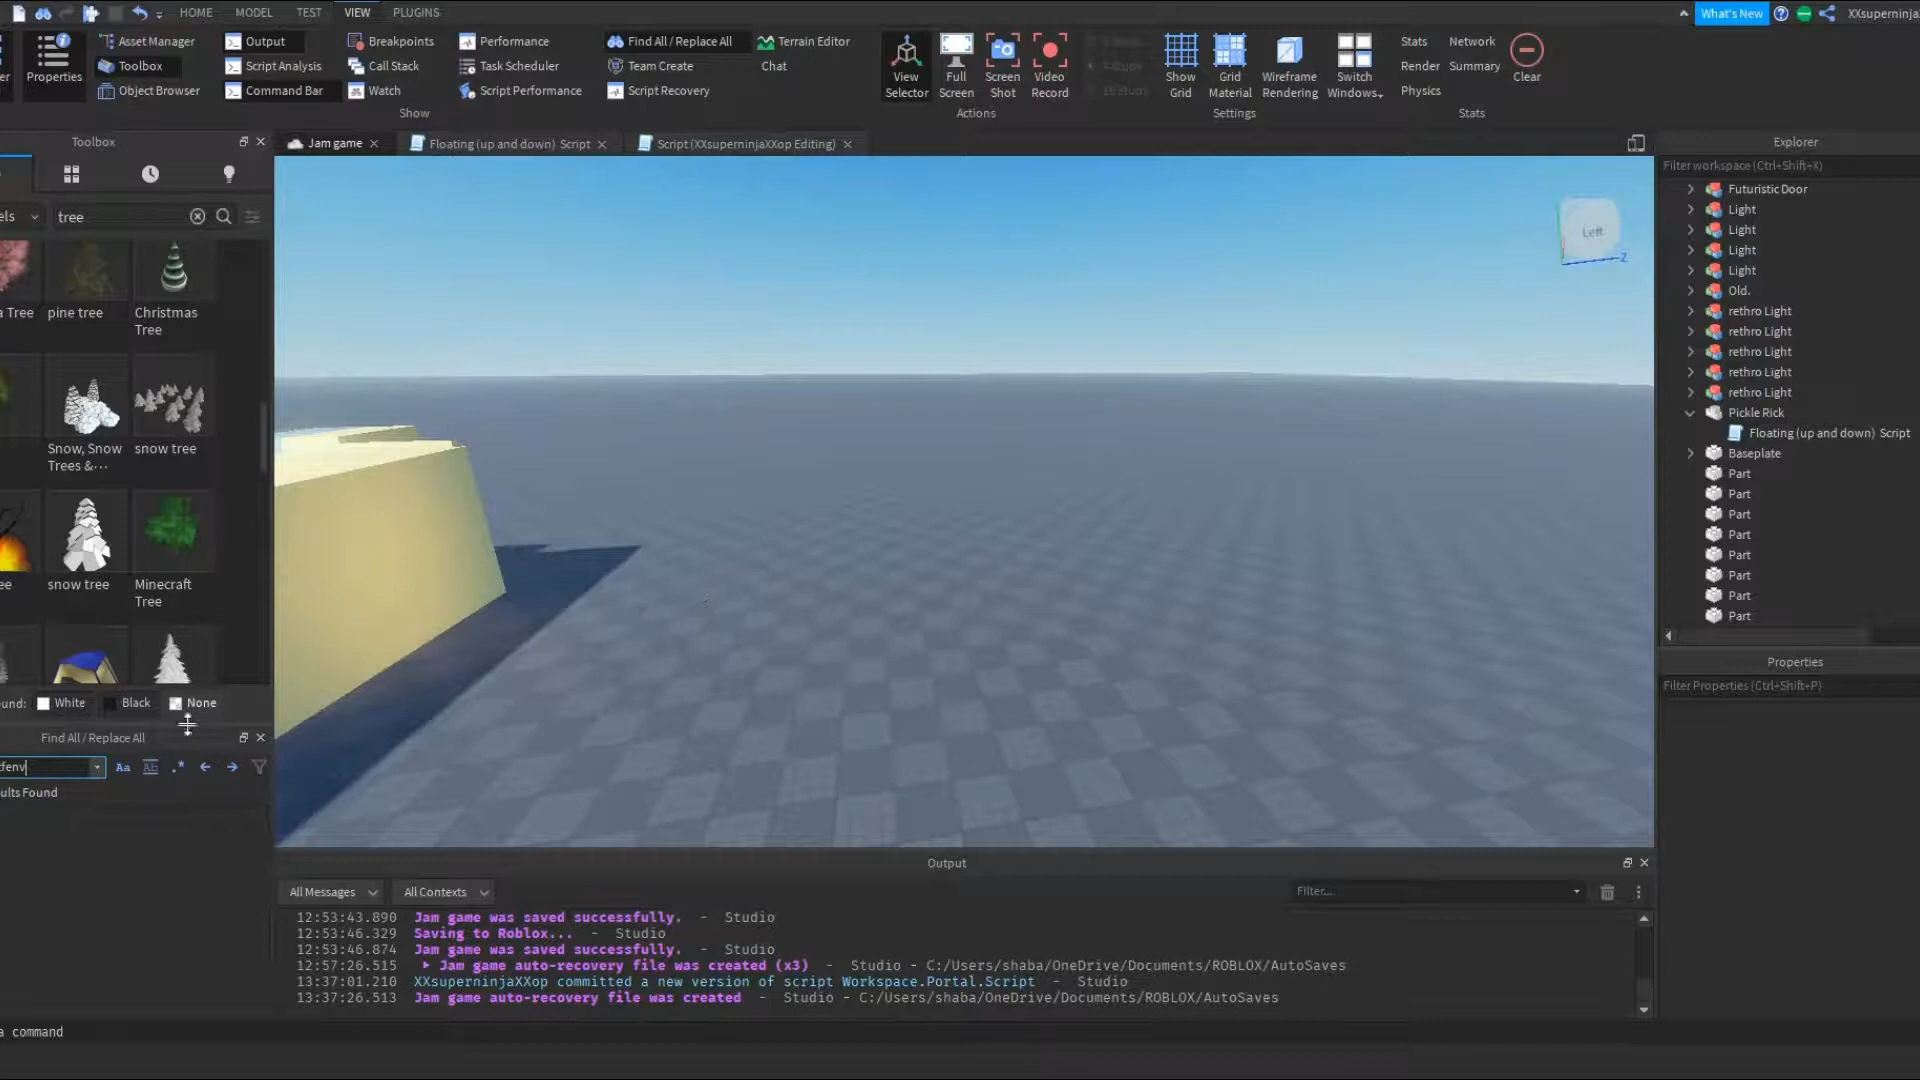 HOME MODEL TEST VIEW PLUGINS What's New XXsuperninja
Properties
Asset Manager
Toolbox
Object Browser
Output
Script Analysis
Command Bar
Breakpoints
Call Stack
Watch
Performance
Task Scheduler
Script Performance
Find All / Replace All
Team Create
Script Recovery
Terrain Editor
Chat
Show
View
Selector
Full
Screen
Screen
Shot
Video
Record
Actions
Show
Grid
Grid
Material
Wireframe
Rendering
Switch
Windows
Settings
Stats Network
Render Summary
Physics
Clear
Stats
Toolbox
els
tree
a Tree
pine tree
Christmas
Tree
Snow, Snow
Trees &...
snow tree
ee
snow tree
Minecraft
Tree
und: White Black None
Find All / Replace All
tfenv
Aa Ab .*
ults Found
a command
Jam game
Floating (up and down) Script
Script (XXsuperninjaXXop Editing)
Left
Z
Output
All Messages All Contexts Filter...
12:53:43.890 Jam game was saved successfully. - Studio
12:53:46.329 Saving to Roblox... - Studio
12:53:46.874 Jam game was saved successfully. - Studio
12:57:26.515 Jam game auto-recovery file was created (x3) - Studio - C:/Users/shaba/OneDrive/Documents/ROBLOX/AutoSaves
13:37:01.210 XXsuperninjaXXop committed a new version of script Workspace.Portal.Script - Studio
13:37:26.513 Jam game auto-recovery file was created - Studio - C:/Users/shaba/OneDrive/Documents/ROBLOX/AutoSaves
Explorer
Filter workspace (Ctrl+Shift+X)
Futuristic Door
Light
Light
Light
Light
Old.
rethro Light
rethro Light
rethro Light
rethro Light
rethro Light
Pickle Rick
Floating (up and down) Script
Baseplate
Part
Part
Part
Part
Part
Part
Part
Part
Properties
Filter Properties (Ctrl+Shift+P)